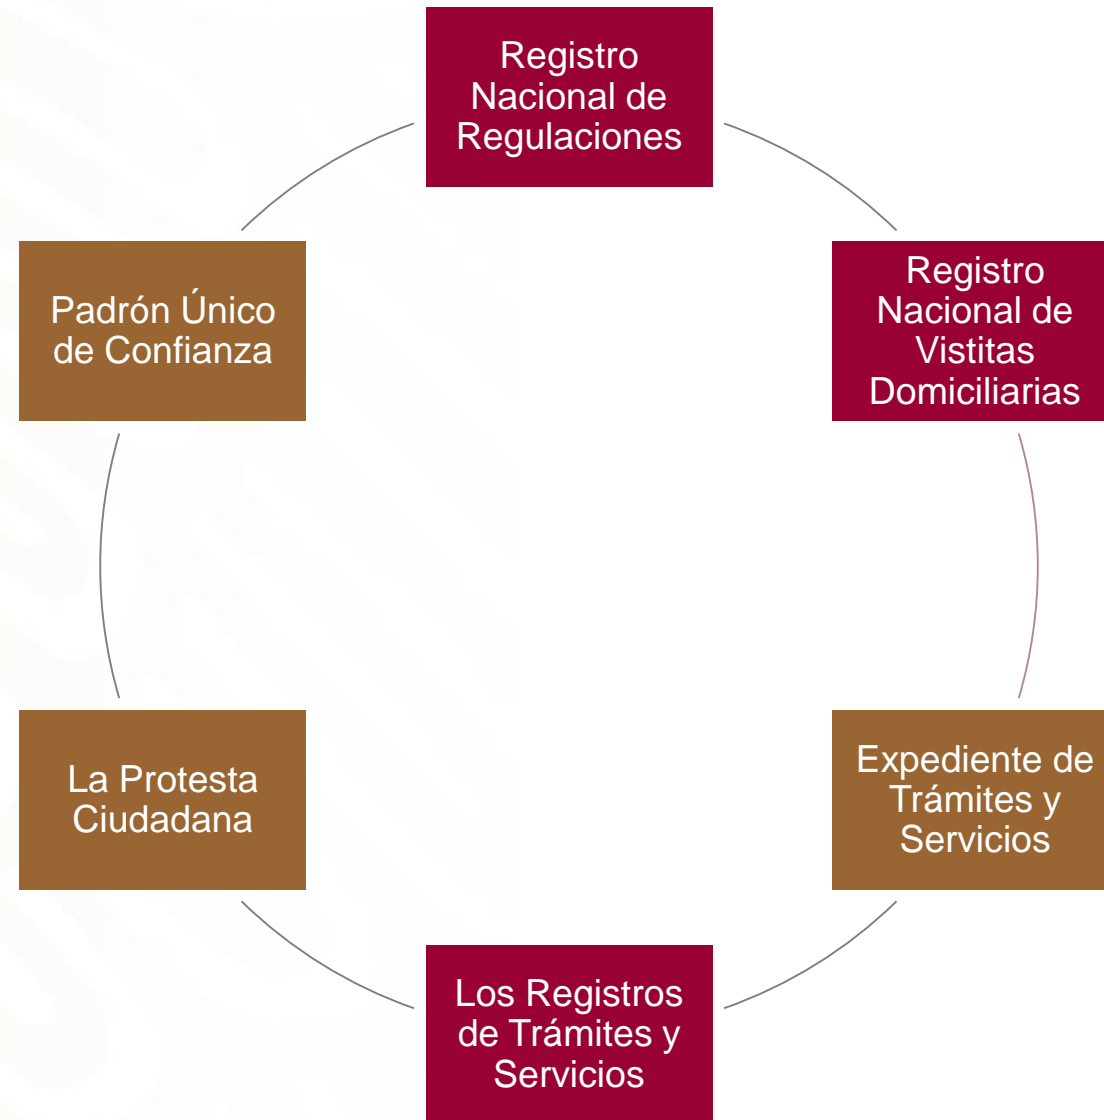 Registro
Nacional de
Regulaciones
Registro
Nacional de
Vistitas
Domiciliarias
Expediente de
Trámites y
Servicios
Los Registros
de Trámites y
Servicios
La Protesta
Ciudadana
Padrón Único
de Confianza